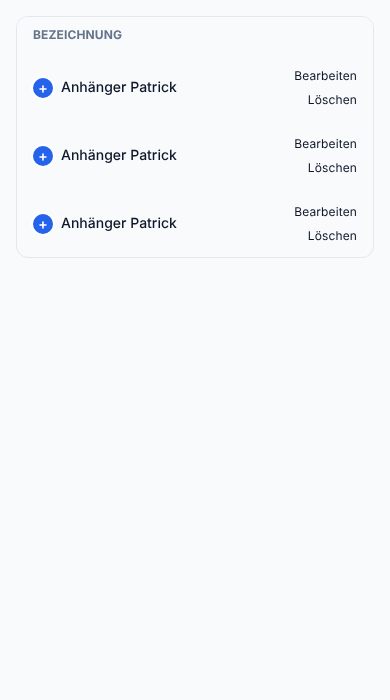 BEZEICHNUNG
Bearbeiten
+ Anhänger Patrick
Löschen
Bearbeiten
+ Anhänger Patrick
Löschen
Bearbeiten
+ Anhänger Patrick
Löschen